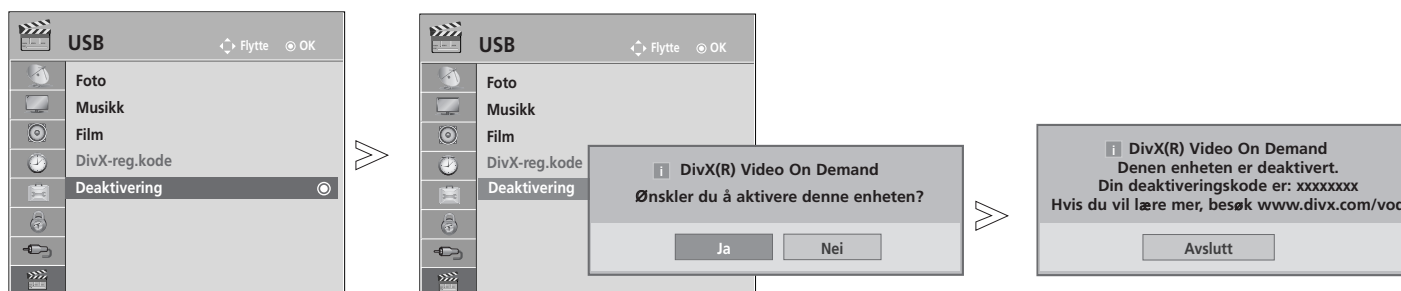 USB
Flytte OK
Foto
Musikk
Film
DivX-reg.kode
Deaktivering
USB
Flytte OK
Foto
Musikk
Film
DivX-reg.kode
Deaktivering
DivX(R) Video On Demand
Ønskler du å aktivere denne enheten?
Ja Nei
DivX(R) Video On Demand
Denen enheten er deaktivert.
Din deaktiveringskode er: xxxxxxxx
Hvis du vil lære mer, besøk www.divx.com/vod
Avslutt